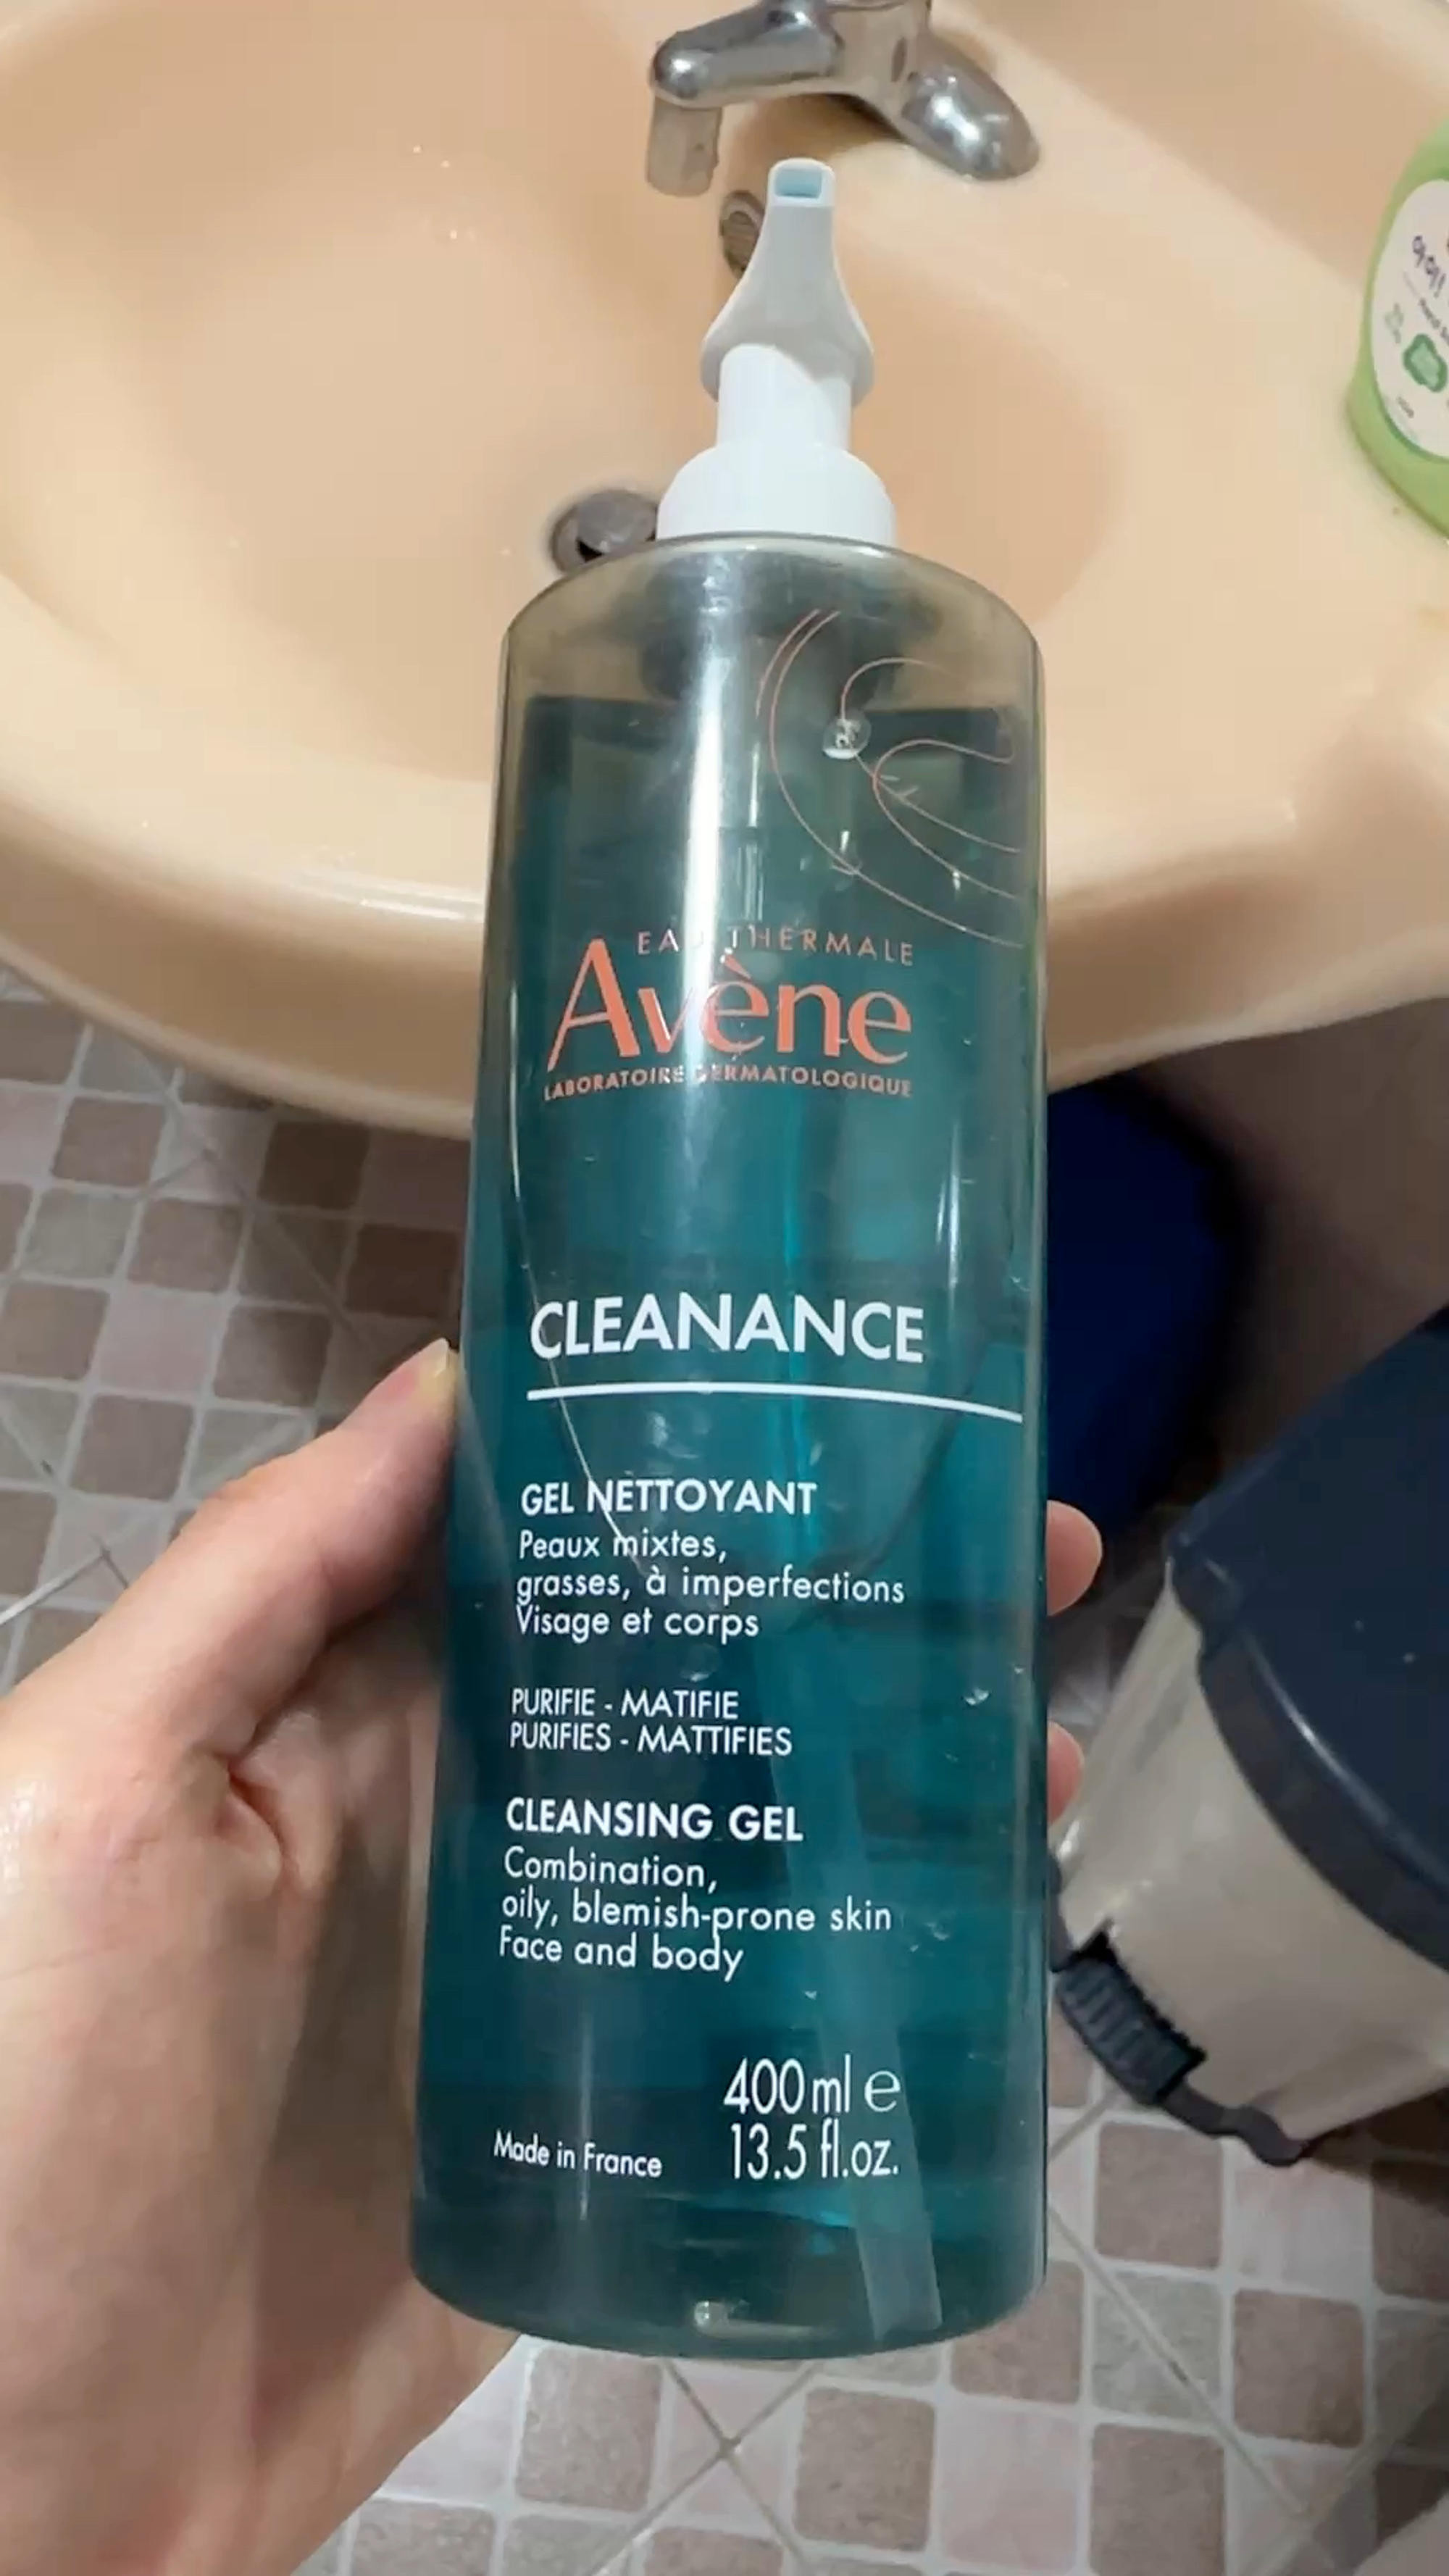 EAU THERMALE
Avène
LABORATOIRE DERMATOLOGIQUE
CLEANANCE
GEL NETTOYANT
Peaux mixtes,
grasses, à imperfections
Visage et corps
PURIFIE - MATIFIE
PURIFIES - MATTIFIES
CLEANSING GEL
Combination,
oily, blemish-prone skin
Face and body
400 ml e
13.5 fl.oz.
Made in France